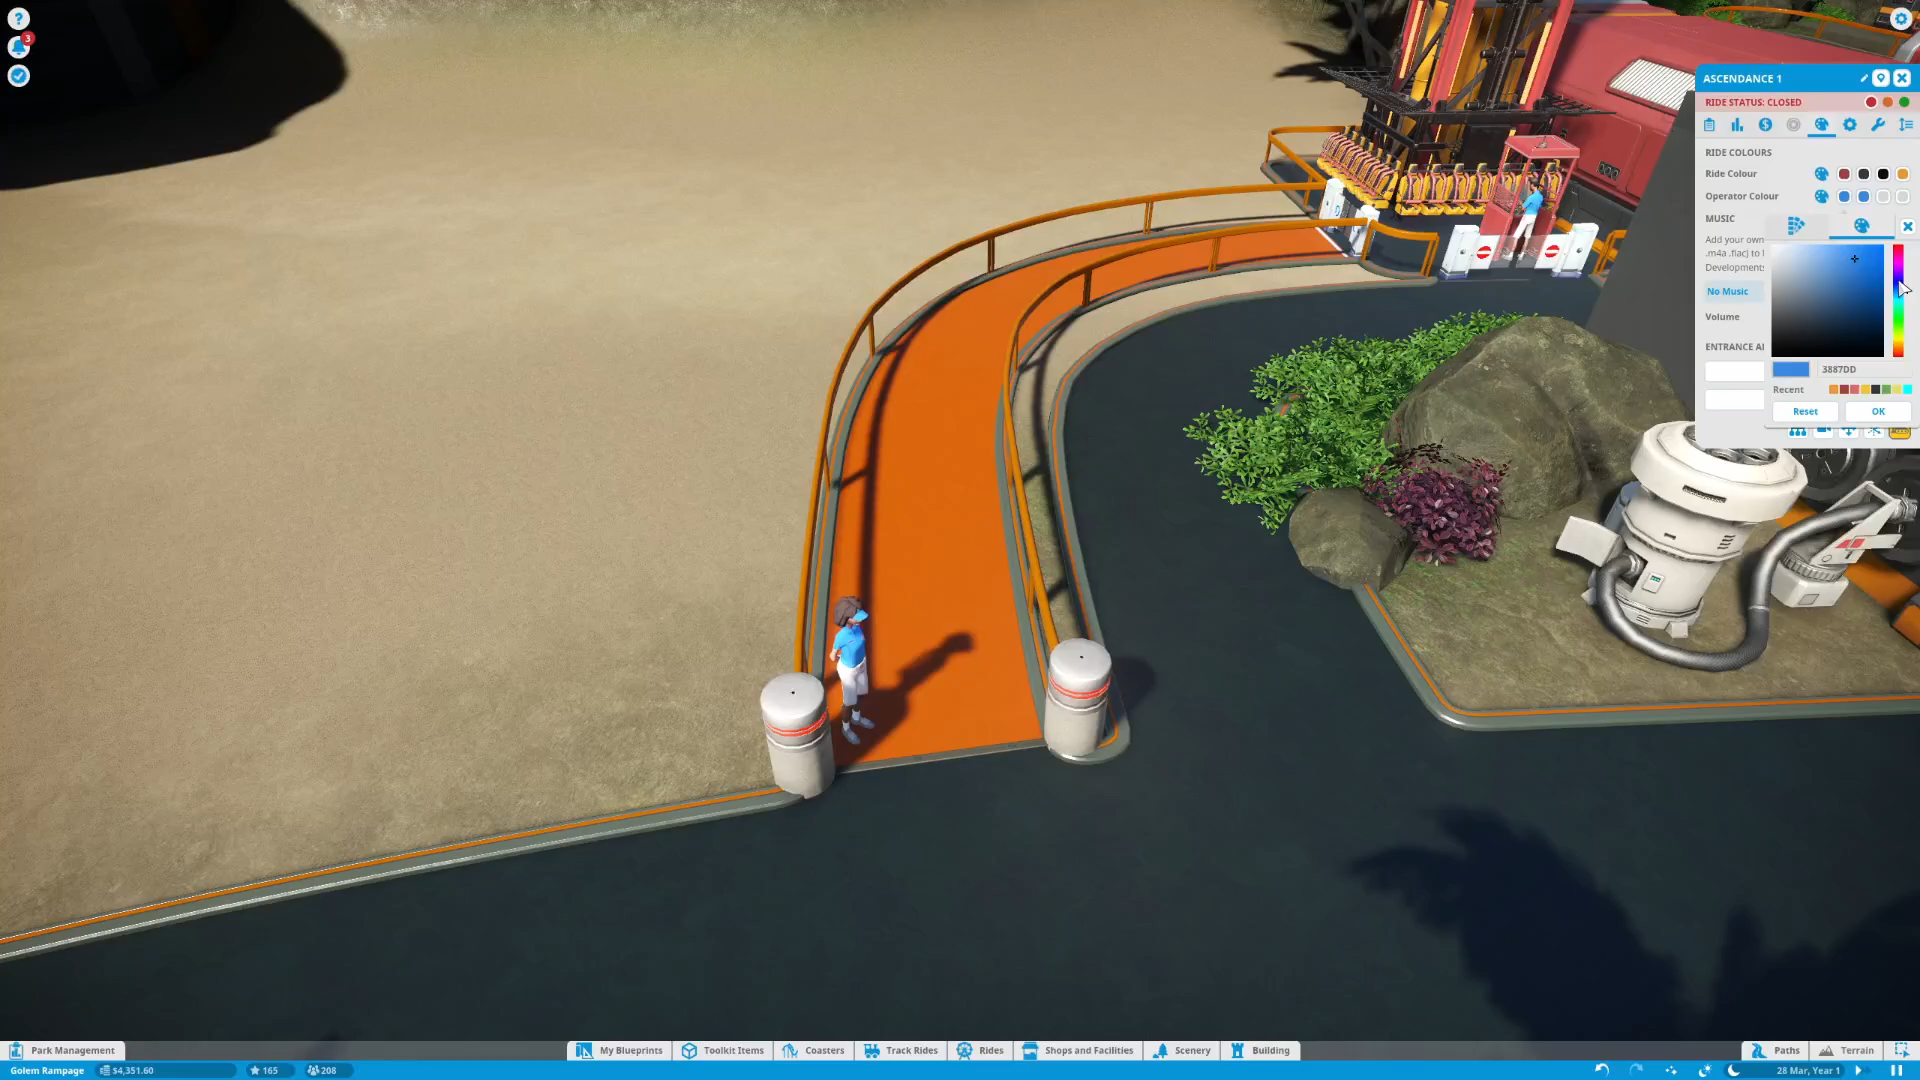 ?
3
ASCENDANCE 1
RIDE STATUS: CLOSED
RIDE COLOURS
Ride Colour
Operator Colour
MUSIC
Add your own
.m4a .flac) to
Developments
No Music
Volume
ENTRANCE A
3887DD
Recent
Reset OK
Park Management
My Blueprints Toolkit Items Coasters Track Rides Rides Shops and Facilities Scenery Building
Paths Terrain
Golem Rampage $4,351.60 165 208
28 Mar, Year 1